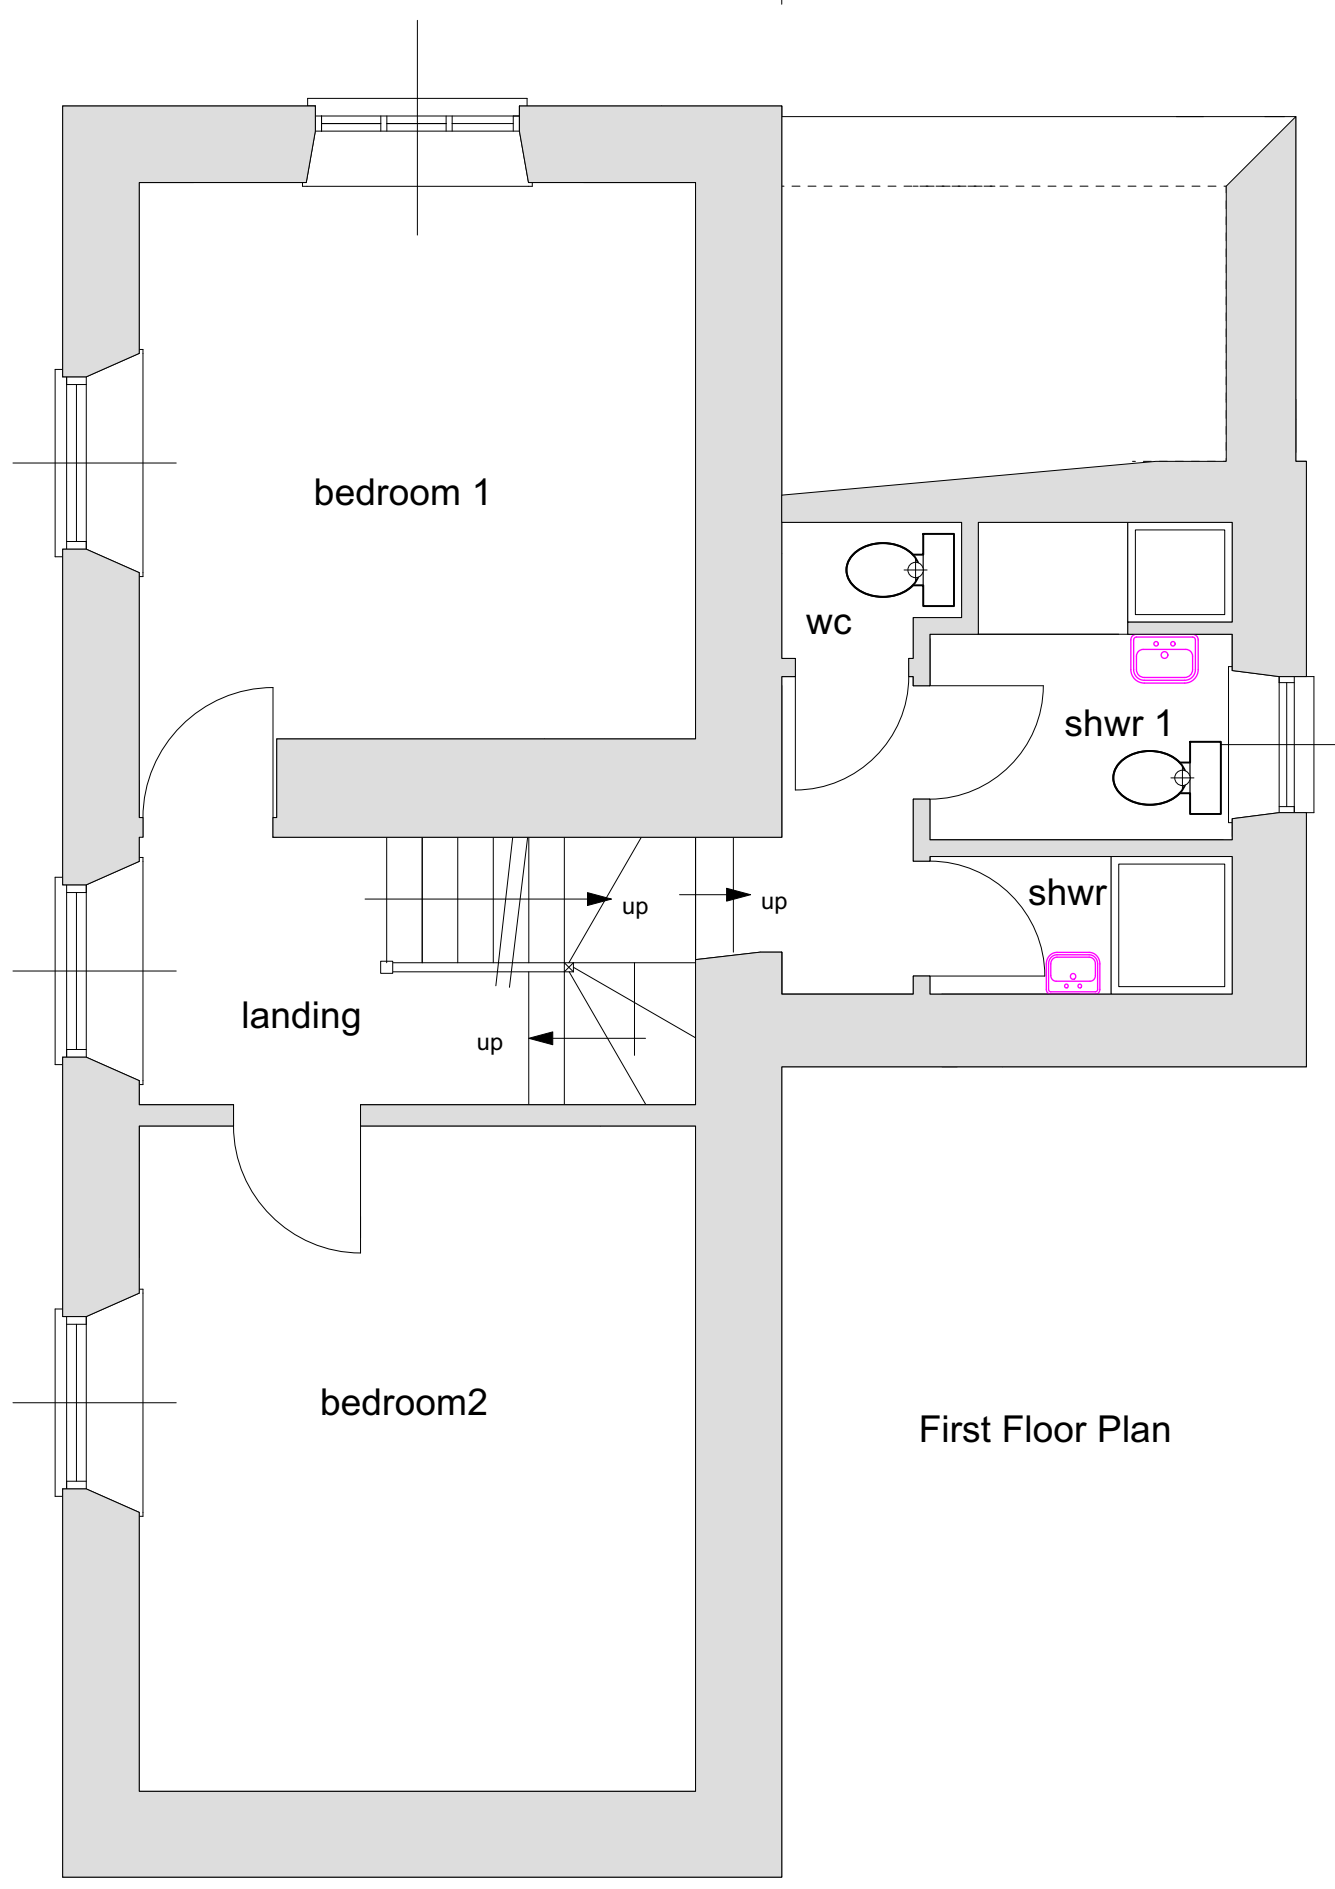 bedroom 1
wc
shwr 1
shwr
up
up
landing
up
bedroom2
First Floor Plan